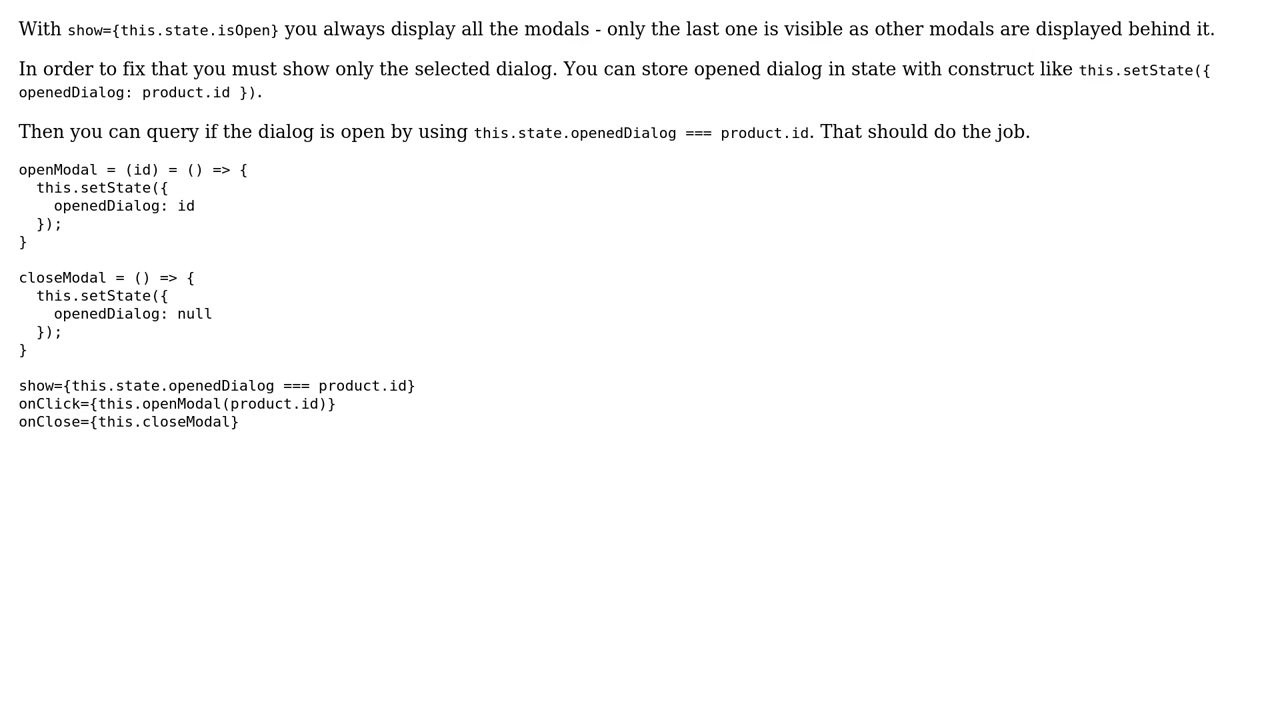 With show={this.state.isOpen} you always display all the modals - only the last one is visible as other modals are displayed behind it.
In order to fix that you must show only the selected dialog. You can store opened dialog in state with construct like this.setState({
openedDialog: product.id }).
Then you can query if the dialog is open by using this.state.openedDialog === product.id. That should do the job.
openModal = (id) = () => {
  this.setState({
    openedDialog: id
  });
}
closeModal = () => {
  this.setState({
    openedDialog: null
  });
}
show={this.state.openedDialog === product.id}
onClick={this.openModal(product.id)}
onClose={this.closeModal}